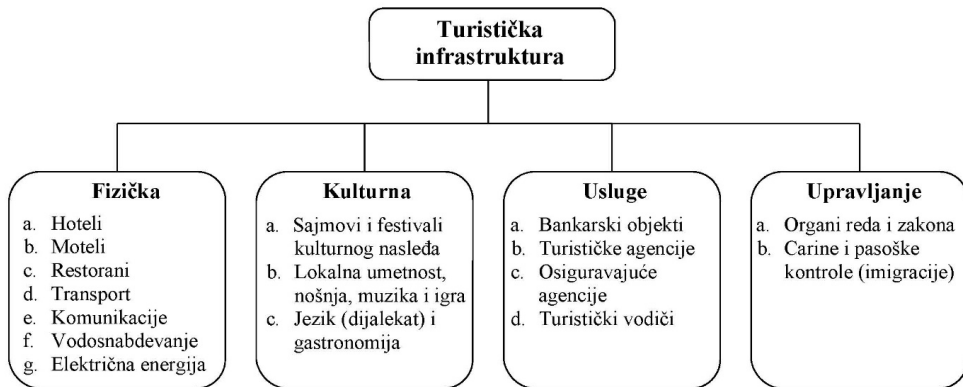 Turistička
infrastruktura
Fizička
a. Hoteli
b. Moteli
c. Restorani
d. Transport
e. Komunikacije
f. Vodosnabdevanje
g. Električna energija
Kulturna
a. Sajmovi i festivali
kulturnog nasleđa
b. Lokalna umetnost,
nošnja, muzika i igra
c. Jezik (dijalekat) i
gastronomija
Usluge
a. Bankarski objekti
b. Turističke agencije
c. Osiguravajuće
agencije
d. Turistički vodiči
Upravljanje
a. Organi reda i zakona
b. Carine i pasoške
kontrole (imigracije)